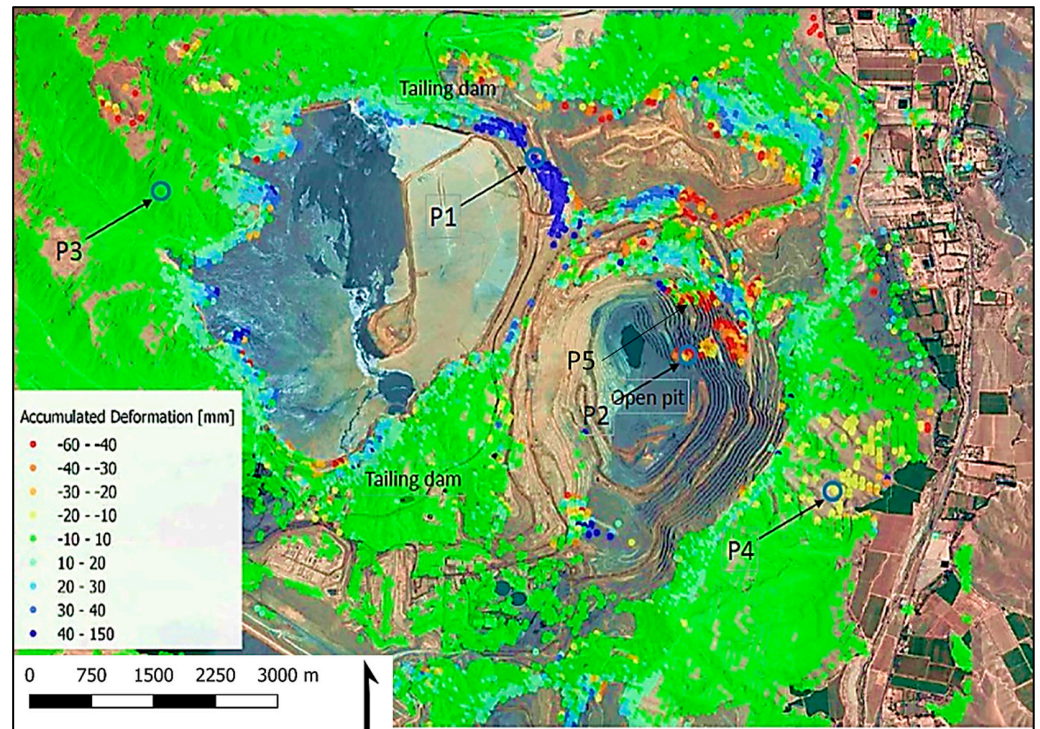 Tailing dam
P1
P3
P5
Open pit
P2
Tailing dam
P4
Accumulated Deformation [mm]
-60 - -40
-40 - -30
-30 - -20
-20 - -10
-10 - 10
10 - 20
20 - 30
30 - 40
40 - 150
0 750 1500 2250 3000 m